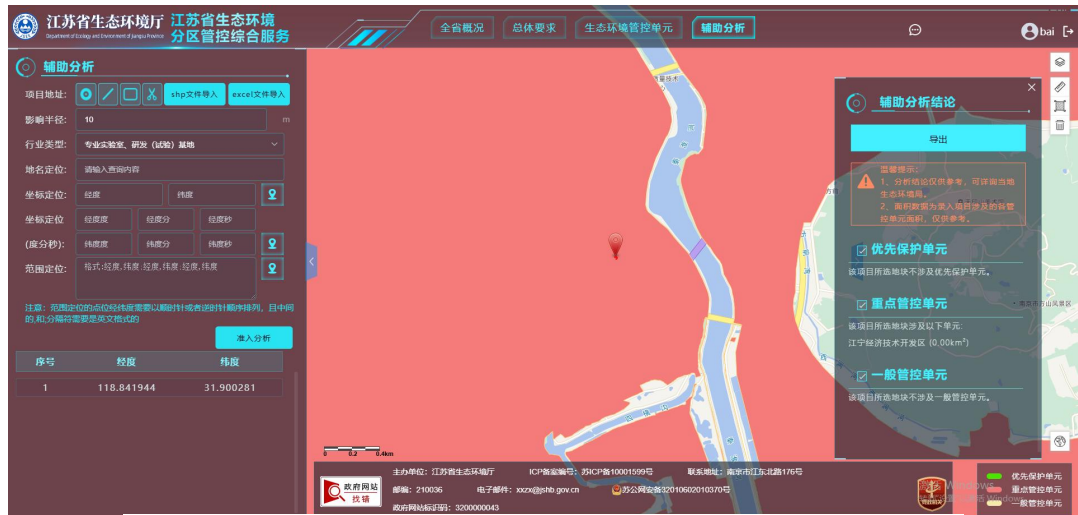 江苏省生态环境厅
Department of Ecology and Environment of Jiangsu Province
江苏省生态环境
分区管控综合服务
全省概况
总体要求
生态环境管控单元
辅助分析
bai
辅助分析
项目地址:
shp文件导入
excel文件导入
影响半径:
10
m
行业类型:
专业实验室、研发(试验)基地
地名定位:
请输入查询内容
坐标定位:
经度
纬度
坐标定位
经度度
经度分
经度秒
(度分秒):
纬度度
纬度分
纬度秒
范围定位:
格式:经度,纬度;经度,纬度;经度,纬度
注意: 范围定位的点位经纬度需要以顺时针或者逆时针顺序排列, 且中间
的,和;分隔符需要是英文格式的
准入分析
序号
经度
纬度
1
118.841944
31.900281
辅助分析结论
导出
温馨提示:
1、分析结论仅供参考, 可详询当地
生态环境局。
2、面积数据为录入项目涉及的各管
控单元面积, 仅供参考。
优先保护单元
该项目所选地块不涉及优先保护单元。
重点管控单元
该项目所选地块涉及以下单元:
江宁经济技术开发区 (0.00km²)
一般管控单元
该项目所选地块不涉及一般管控单元。
0
0.2
0.4km
政府网站
找错
主办单位: 江苏省生态环境厅
ICP备案编号: 苏ICP备10001599号
联系地址: 南京市江东北路176号
邮编: 210036
电子邮件: xxzx@jshb.gov.cn
苏公网安备32010602010370号
政府网站标识码: 3200000043
党政机关
优先保护单元
重点管控单元
一般管控单元